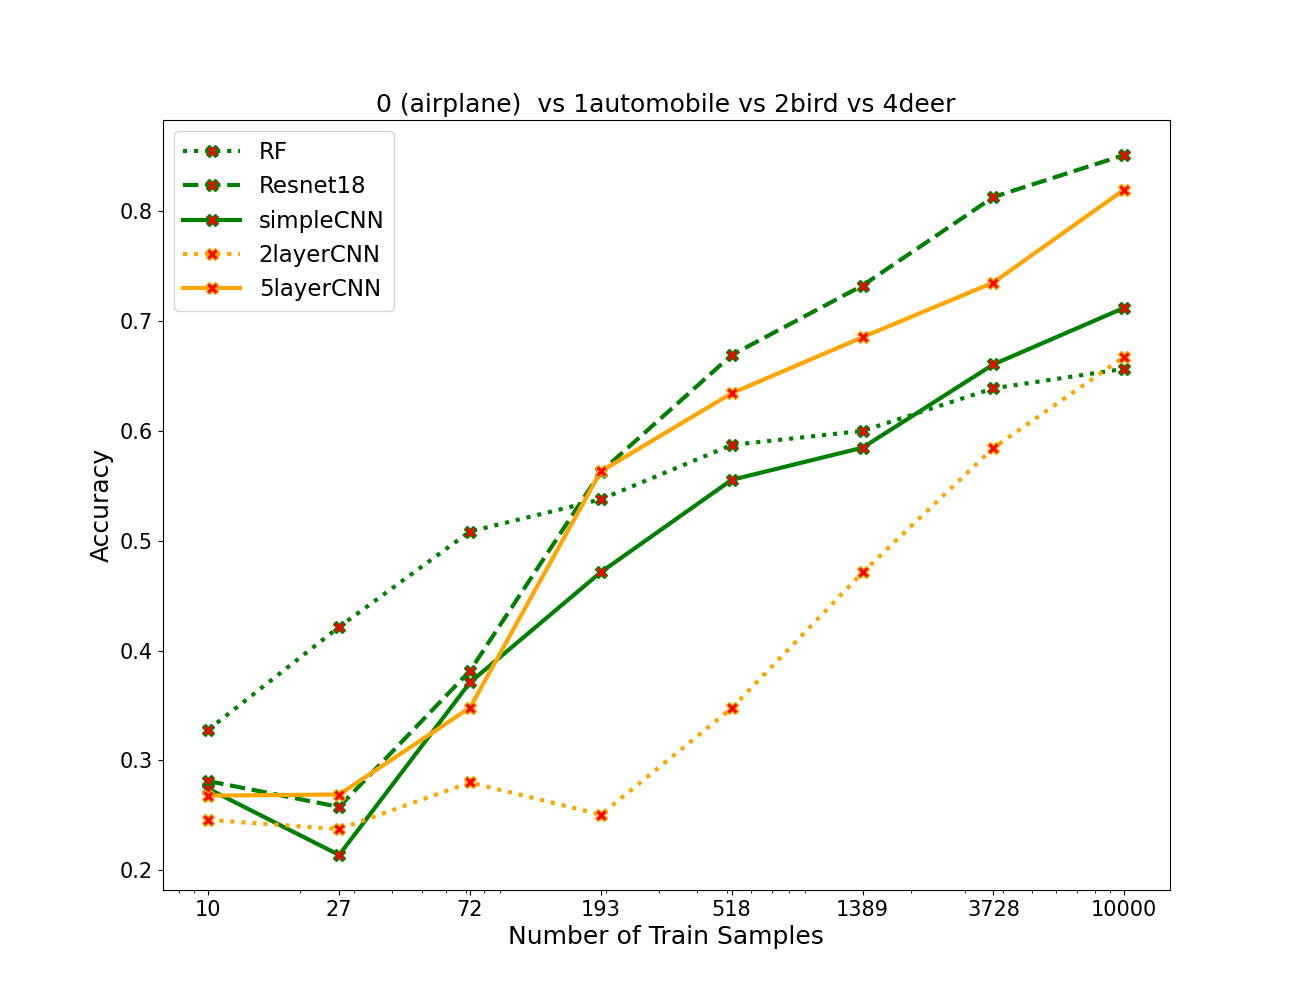 0 (airplane)  vs 1automobile vs 2bird vs 4deer
RF
Resnet18
simpleCNN
2layerCNN
5layerCNN
Accuracy
0.8
0.7
0.6
0.5
0.4
0.3
0.2
10 27 72 193 518 1389 3728 10000
Number of Train Samples